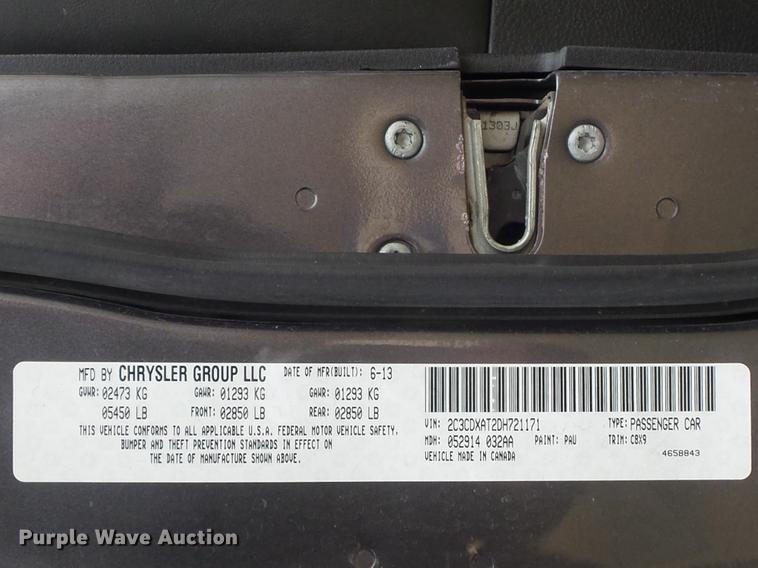 1303J
MFD BY CHRYSLER GROUP LLC DATE OF MFR(BUILT): 6-13
GVWR: 02473 KG GAWR: 01293 KG GAWR: 01293 KG
05450 LB FRONT: 02850 LB REAR: 02850 LB
THIS VEHICLE CONFORMS TO ALL APPLICABLE U.S.A. FEDERAL MOTOR VEHICLE SAFETY,
BUMPER AND THEFT PREVENTION STANDARDS IN EFFECT ON
THE DATE OF MANUFACTURE SHOWN ABOVE.
VIN: 2C3CDXAT2DH721171 TYPE: PASSENGER CAR
MDH: 052914 032AA PAINT: PAU TRIM: CBX9
VEHICLE MADE IN CANADA 4658843
Purple Wave Auction